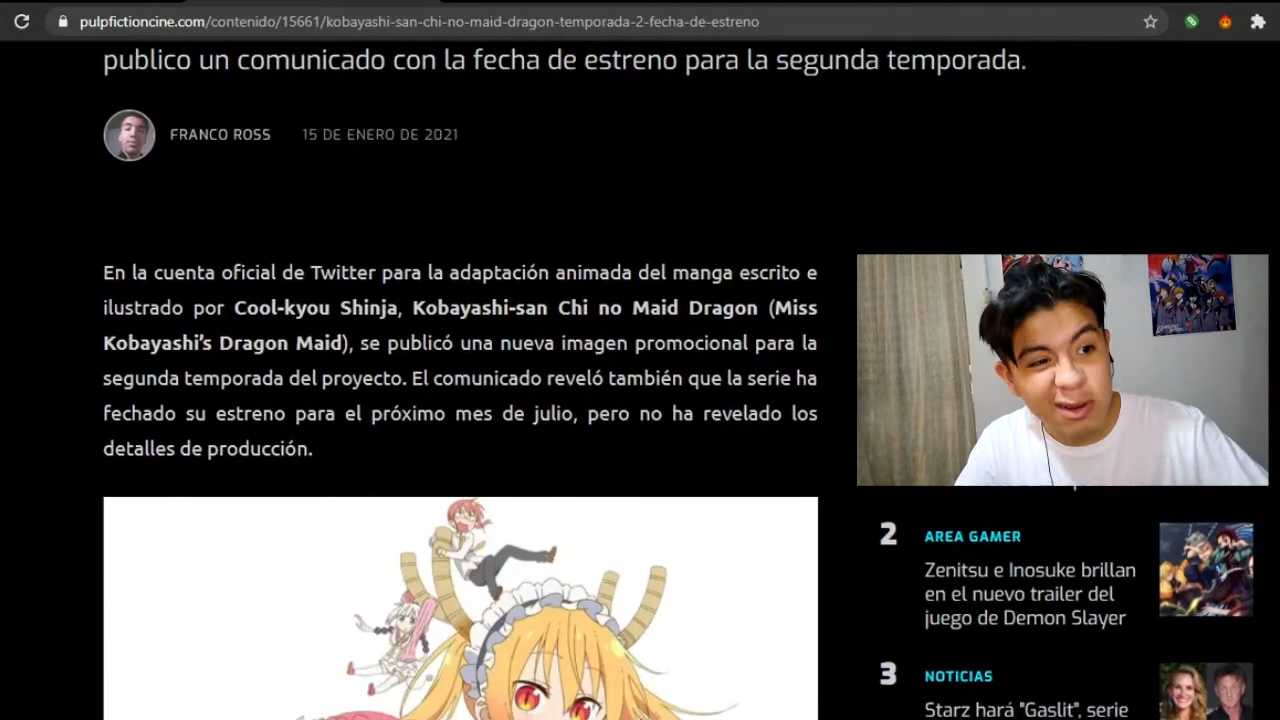 pulpfictioncine.com/contenido/15661/kobayashi-san-chi-no-maid-dragon-temporada-2-fecha-de-estreno
publico un comunicado con la fecha de estreno para la segunda temporada.
FRANCO ROSS 15 DE ENERO DE 2021
En la cuenta oficial de Twitter para la adaptación animada del manga escrito e
ilustrado por Cool-kyou Shinja, Kobayashi-san Chi no Maid Dragon (Miss
Kobayashi’s Dragon Maid), se publicó una nueva imagen promocional para la
segunda temporada del proyecto. El comunicado reveló también que la serie ha
fechado su estreno para el próximo mes de julio, pero no ha revelado los
detalles de producción.
2 AREA GAMER
Zenitsu e Inosuke brillan
en el nuevo trailer del
juego de Demon Slayer
3 NOTICIAS
Starz hará "Gaslit", serie